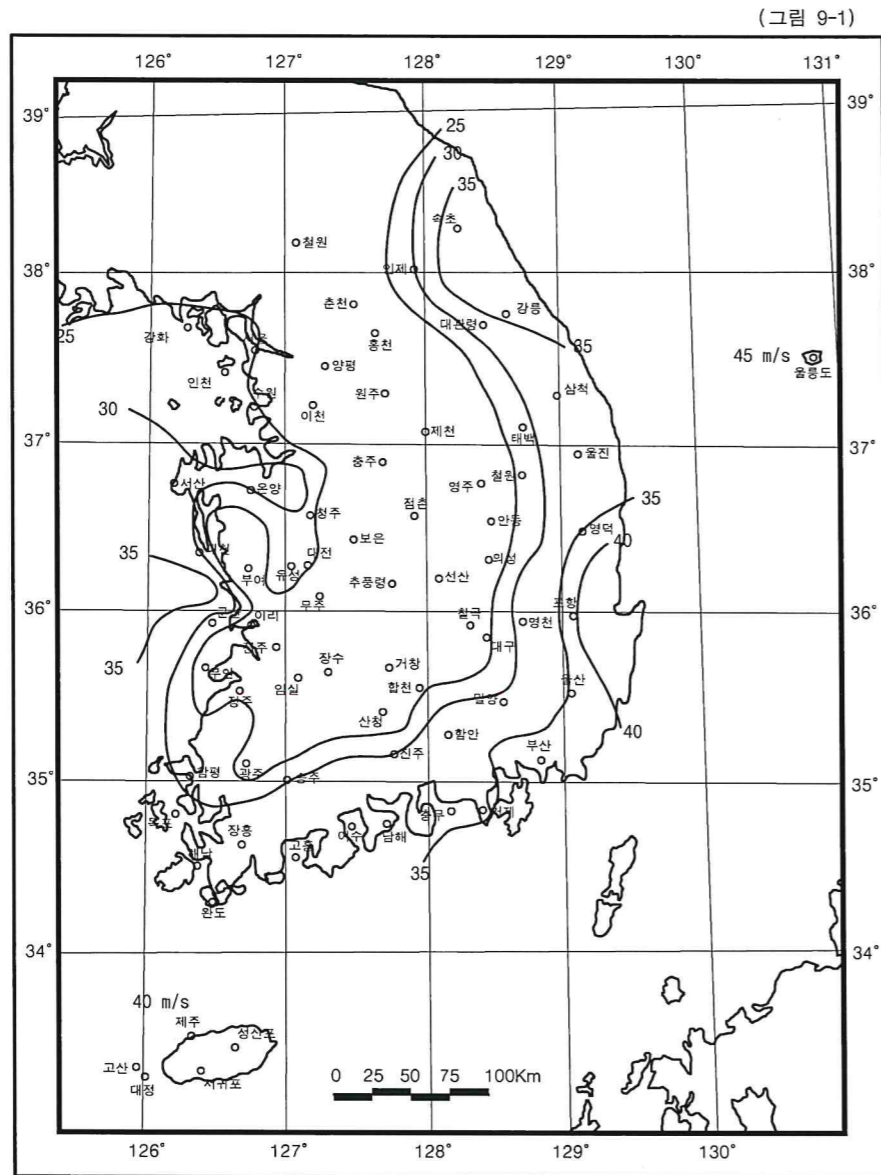 (그림 9-1)
126° 127° 128° 129° 130° 131°
39° 39°
25
30
35
속초
철원
38° 인제 38°
춘천
강릉
대관령
강화
홍천
25
35
45 m/s
울릉도
양평
인천
원주
삼척
수원
이천
30
제천
37° 37°
태백
울진
충주
서산
온양
영주
철원
점촌
35
청주
안동
영덕
보은
40
35
대전
의성
부여
유성
추풍령
선산
무주
포항
36° 36°
이리
칠곡
영천
대구
35
장수
거창
임실
합천
울산
정주
밀양
산청
함안
40
부산
진주
함평
광주
승주
35° 35°
충무
거제
목포
장흥
여수
남해
해남
고흥
35
완도
34° 34°
40 m/s
제주
성산포
고산
서귀포
대정
0 25 50 75 100Km
126° 127° 128° 129° 130°